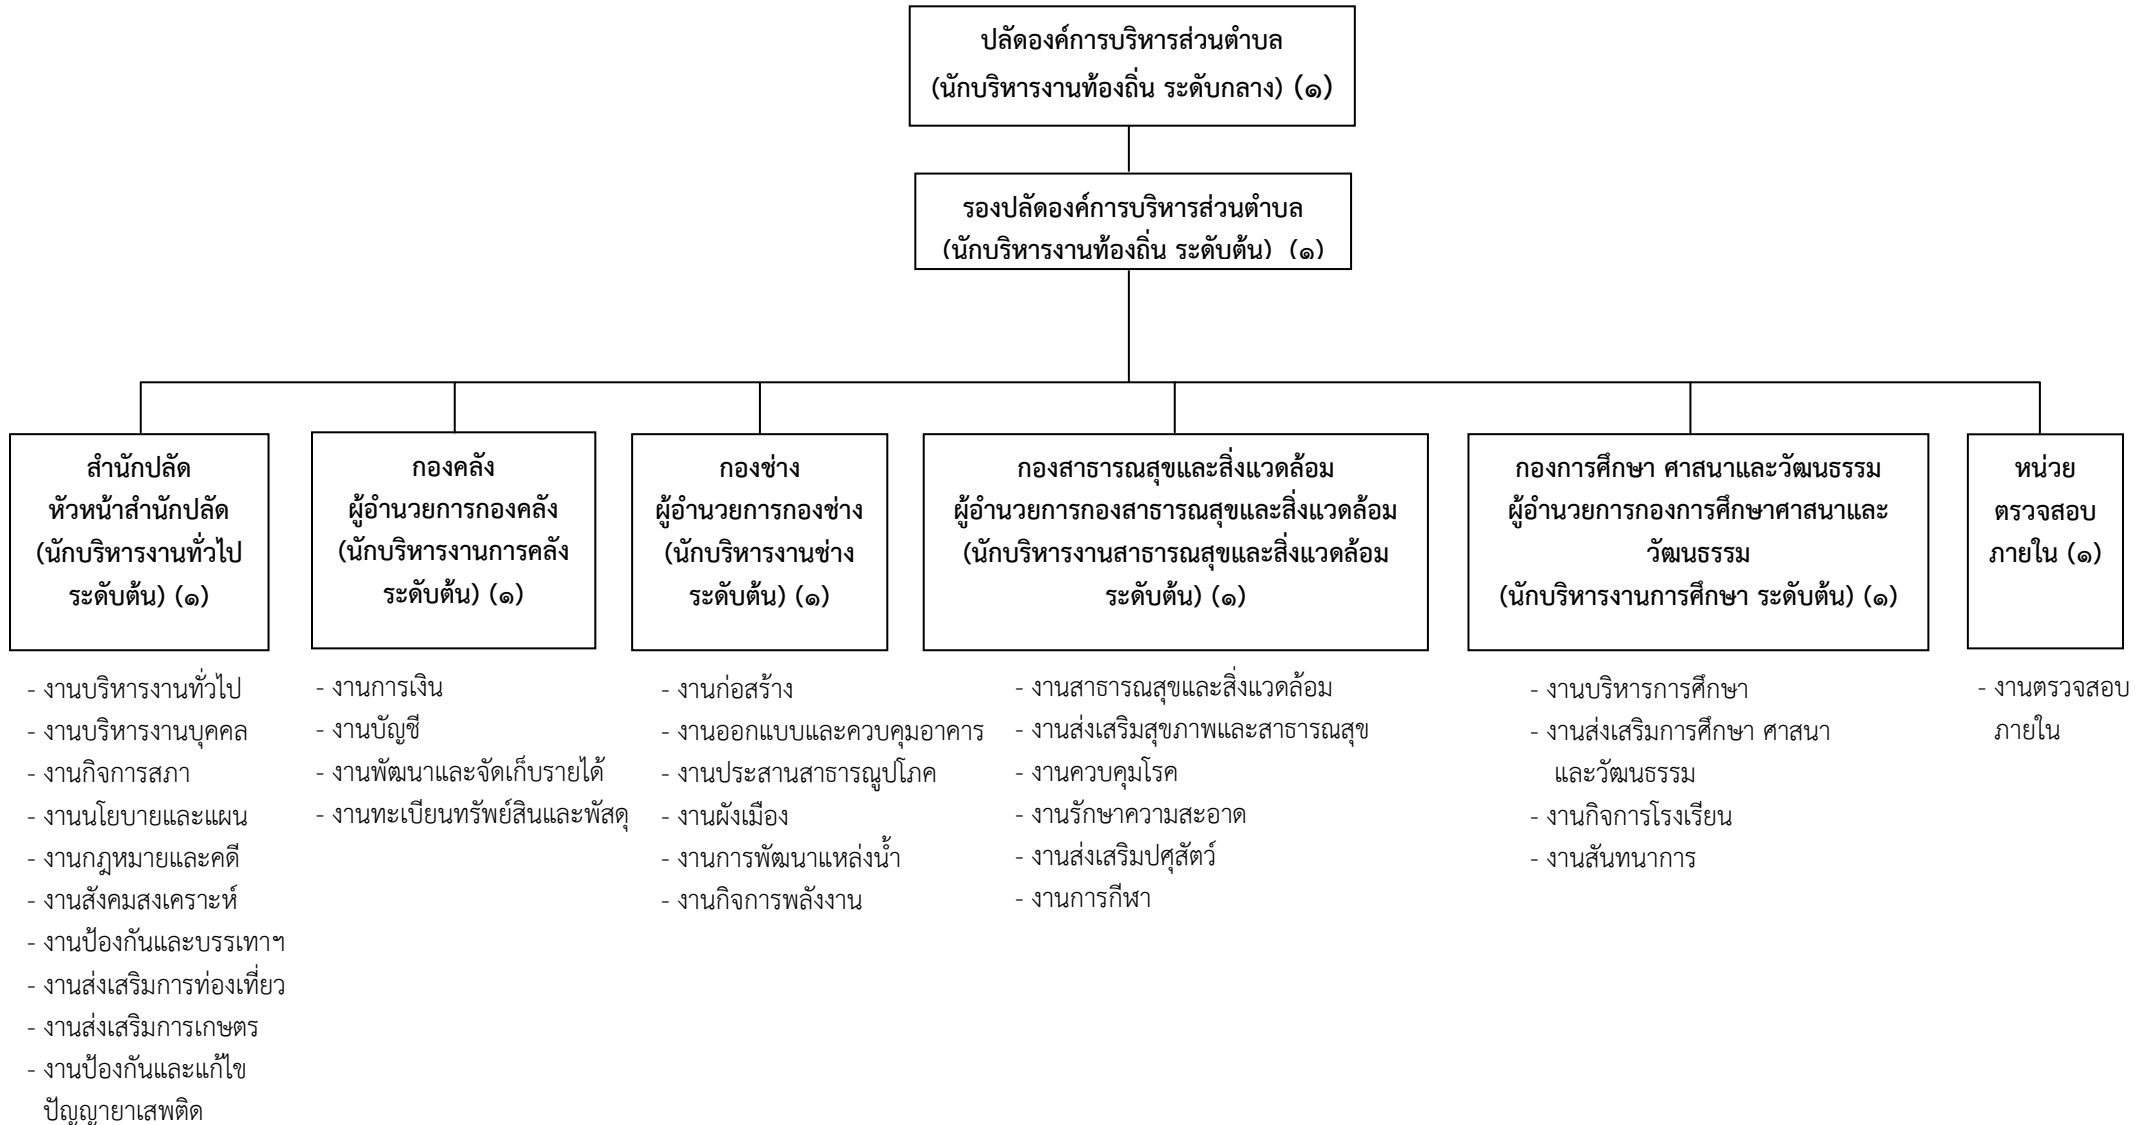 ปลัดองค์การบริหารส่วนตำบล
(นักบริหารงานท้องถิ่น ระดับกลาง) (๑)
รองปลัดองค์การบริหารส่วนตำบล
(นักบริหารงานท้องถิ่น ระดับต้น) (๑)
สำนักปลัด
หัวหน้าสำนักปลัด
(นักบริหารงานทั่วไป
ระดับต้น) (๑)
- งานบริหารงานทั่วไป
- งานบริหารงานบุคคล
- งานกิจการสภา
- งานนโยบายและแผน
- งานกฎหมายและคดี
- งานสังคมสงเคราะห์
- งานป้องกันและบรรเทาฯ
- งานส่งเสริมการท่องเที่ยว
- งานส่งเสริมการเกษตร
- งานป้องกันและแก้ไข
ปัญญายาเสพติด
กองคลัง
ผู้อำนวยการกองคลัง
(นักบริหารงานการคลัง
ระดับต้น) (๑)
- งานการเงิน
- งานบัญชี
- งานพัฒนาและจัดเก็บรายได้
- งานทะเบียนทรัพย์สินและพัสดุ
กองช่าง
ผู้อำนวยการกองช่าง
(นักบริหารงานช่าง
ระดับต้น) (๑)
- งานก่อสร้าง
- งานออกแบบและควบคุมอาคาร
- งานประสานสาธารณูปโภค
- งานผังเมือง
- งานการพัฒนาแหล่งน้ำ
- งานกิจการพลังงาน
กองสาธารณสุขและสิ่งแวดล้อม
ผู้อำนวยการกองสาธารณสุขและสิ่งแวดล้อม
(นักบริหารงานสาธารณสุขและสิ่งแวดล้อม
ระดับต้น) (๑)
- งานสาธารณสุขและสิ่งแวดล้อม
- งานส่งเสริมสุขภาพและสาธารณสุข
- งานควบคุมโรค
- งานรักษาความสะอาด
- งานส่งเสริมปศุสัตว์
- งานการกีฬา
กองการศึกษา ศาสนาและวัฒนธรรม
ผู้อำนวยการกองการศึกษาศาสนาและ
วัฒนธรรม
(นักบริหารงานการศึกษา ระดับต้น) (๑)
- งานบริหารการศึกษา
- งานส่งเสริมการศึกษา ศาสนา
และวัฒนธรรม
- งานกิจการโรงเรียน
- งานสันทนาการ
หน่วย
ตรวจสอบ
ภายใน (๑)
- งานตรวจสอบ
ภายใน